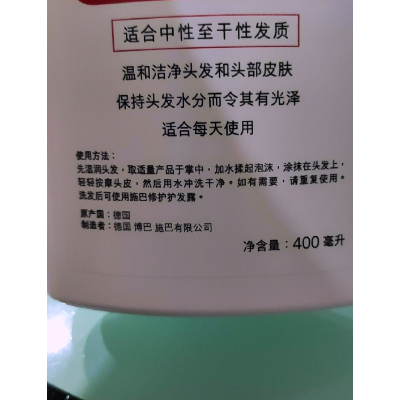 适合中性至干性发质
温和洁净头发和头部皮肤
保持头发水分而令其有光泽
适合每天使用
使用方法：
先湿润头发，取适量产品于掌中，加水揉起泡沫，涂抹在头发上，
轻轻按摩头皮，然后用水冲洗干净。如有需要，请重复使用。
洗发后可使用施巴修护护发露。
原产国：德国
制造者：德国 博巴 施巴有限公司
净含量：400 毫升